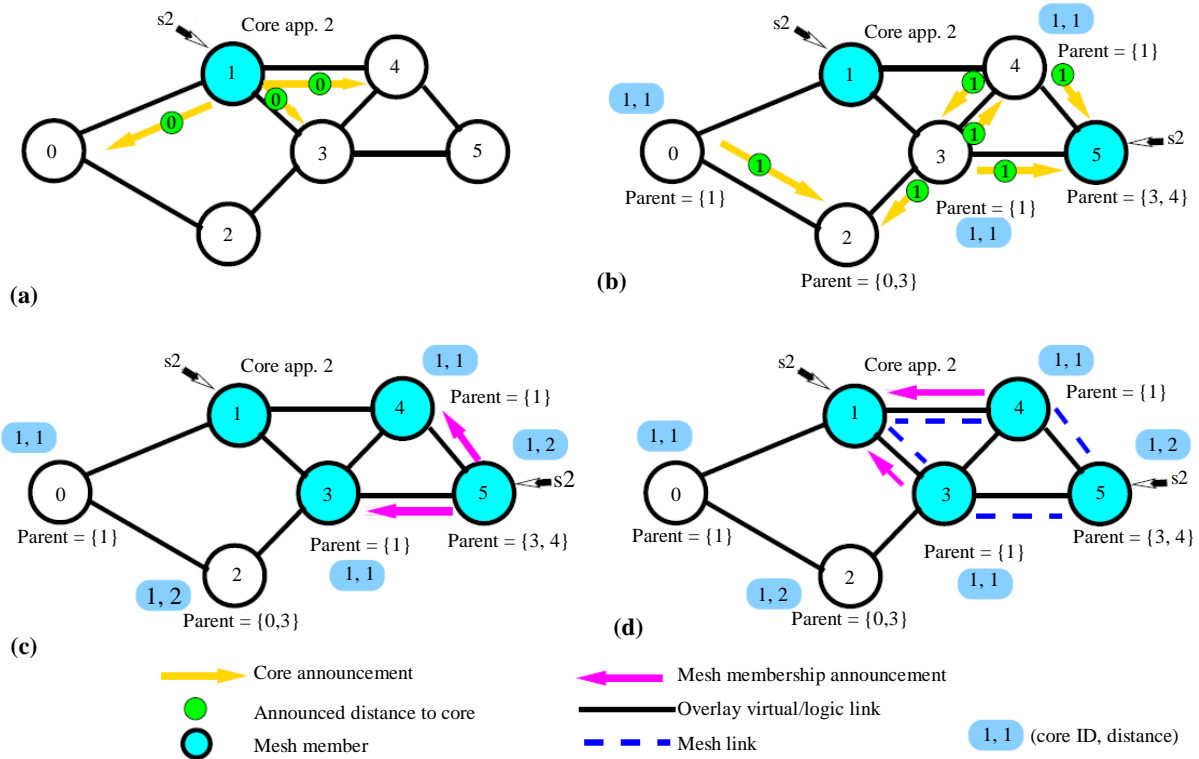 s2
Core app. 2
1
4
0
0
0
0
3
5
2
(a)
s2
Core app. 2
1, 1
Parent = {1}
1
4
1
1
1, 1
1
s2
0
3
5
1
1
1
Parent = {1}
Parent = {3, 4}
Parent = {1}
1, 1
2
Parent = {0,3}
(b)
s2
Core app. 2
1, 1
Parent = {1}
1
4
1, 1
1, 2
0
3
5
s2
Parent = {1}
Parent = {1}
Parent = {3, 4}
1, 1
2
1, 2
Parent = {0,3}
(c)
s2
Core app. 2
1, 1
Parent = {1}
1
4
1, 1
1, 2
0
3
5
s2
Parent = {1}
Parent = {1}
Parent = {3, 4}
1, 1
2
1, 2
Parent = {0,3}
(d)
Core announcement
Announced distance to core
Mesh member
Mesh membership announcement
Overlay virtual/logic link
Mesh link
1, 1 (core ID, distance)